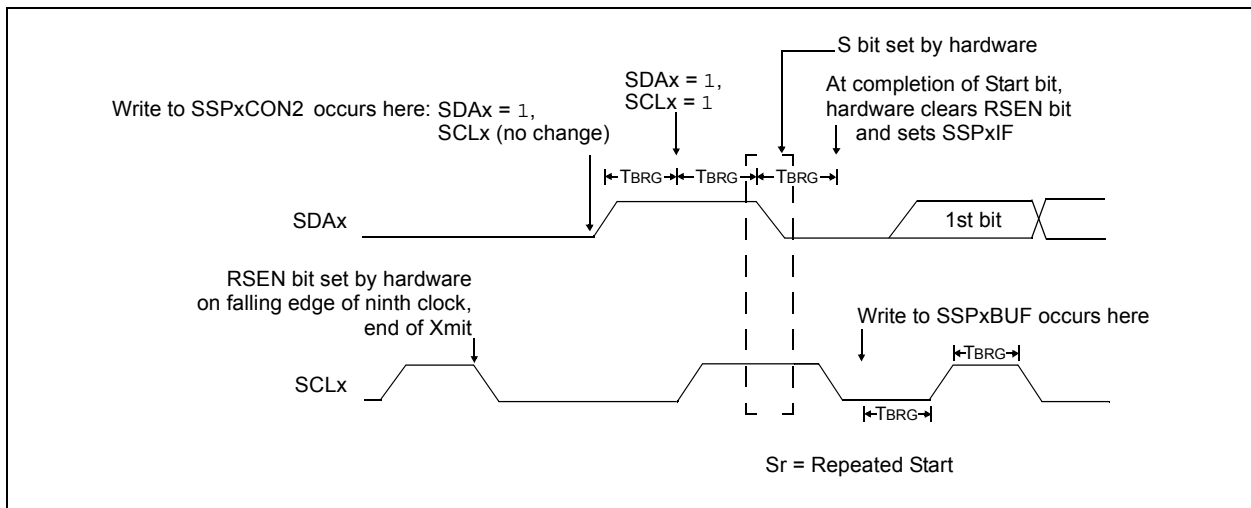 S bit set by hardware
SDAx = 1,
SCLx = 1
At completion of Start bit,
hardware clears RSEN bit
and sets SSPxIF
Write to SSPxCON2 occurs here: SDAx = 1,
SCLx (no change)
TBRG TBRG TBRG
SDAx
1st bit
RSEN bit set by hardware
on falling edge of ninth clock,
end of Xmit
Write to SSPxBUF occurs here
TBRG
SCLx
TBRG
Sr = Repeated Start